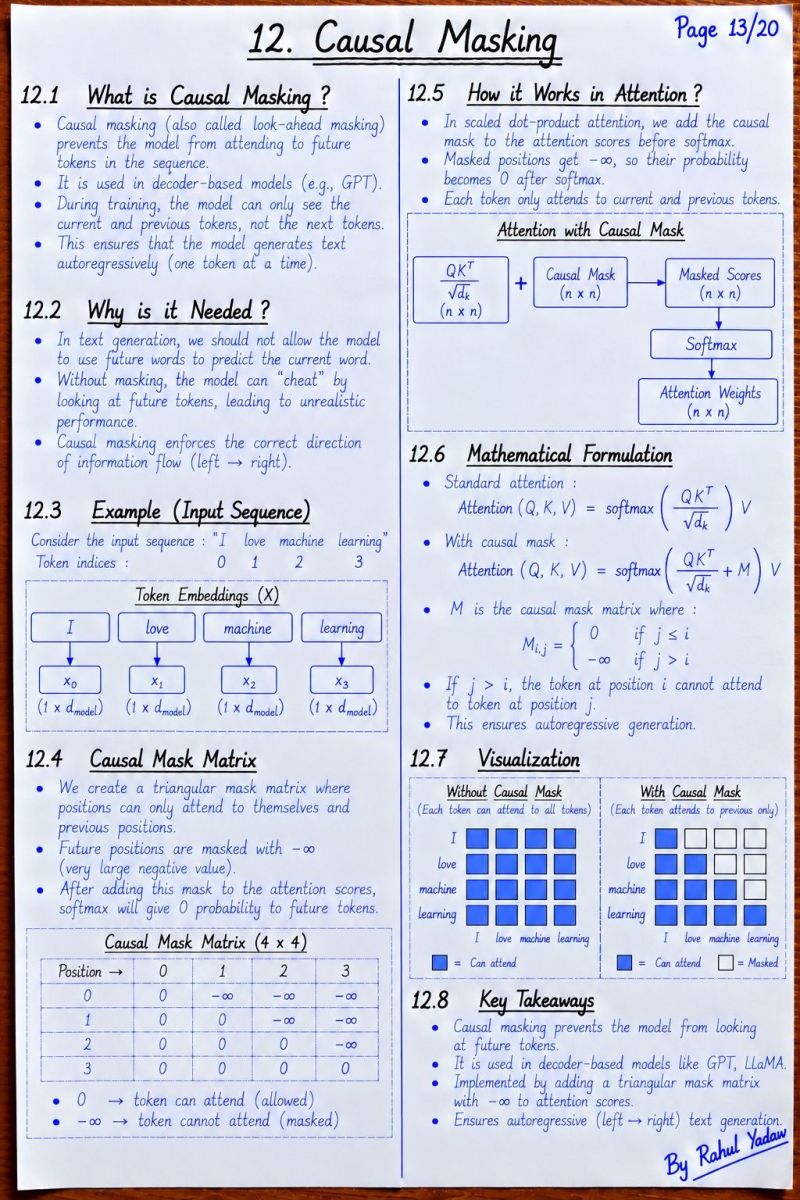 12. Causal Masking
Page 13/20
12.1 What is Causal Masking?
• Causal masking (also called look-ahead masking)
prevents the model from attending to future
tokens in the sequence.
• It is used in decoder-based models (e.g., GPT).
• During training, the model can only see the
current and previous tokens, not the next tokens.
• This ensures that the model generates text
autoregressively (one token at a time).
12.2 Why is it Needed?
• In text generation, we should not allow the model
to use future words to predict the current word.
• Without masking, the model can "cheat" by
looking at future tokens, leading to unrealistic
performance.
• Causal masking enforces the correct direction
of information flow (left → right).
12.3 Example (Input Sequence)
Consider the input sequence : "I love machine learning"
Token indices : 0 1 2 3
Token Embeddings (X)
I love machine learning
x₀ x₁ x₂ x₃
(1 x d_model) (1 x d_model) (1 x d_model) (1 x d_model)
12.4 Causal Mask Matrix
• We create a triangular mask matrix where
positions can only attend to themselves and
previous positions.
• Future positions are masked with -∞
(very large negative value).
• After adding this mask to the attention scores,
softmax will give 0 probability to future tokens.
Causal Mask Matrix (4 x 4)
Position → 0 1 2 3
0 0 -∞ -∞ -∞
1 0 0 -∞ -∞
2 0 0 0 -∞
3 0 0 0 0
• 0 → token can attend (allowed)
• -∞ → token cannot attend (masked)
12.5 How it Works in Attention?
• In scaled dot-product attention, we add the causal
mask to the attention scores before softmax.
• Masked positions get -∞, so their probability
becomes 0 after softmax.
• Each token only attends to current and previous tokens.
Attention with Causal Mask
QKᵀ / √dₖ (n x n) + Causal Mask (n x n) → Masked Scores (n x n)
Softmax
Attention Weights
(n x n)
12.6 Mathematical Formulation
• Standard attention :
Attention (Q, K, V) = softmax ( QKᵀ / √dₖ ) V
• With causal mask :
Attention (Q, K, V) = softmax ( QKᵀ / √dₖ + M ) V
• M is the causal mask matrix where :
M_i,j = { 0 if j ≤ i
-∞ if j > i
• If j > i, the token at position i cannot attend
to token at position j.
• This ensures autoregressive generation.
12.7 Visualization
Without Causal Mask
(Each token can attend to all tokens)
I
love
machine
learning
I love machine learning
= Can attend
With Causal Mask
(Each token attends to previous only)
I
love
machine
learning
I love machine learning
= Can attend = Masked
12.8 Key Takeaways
• Causal masking prevents the model from looking
at future tokens.
• It is used in decoder-based models like GPT, LLaMA.
• Implemented by adding a triangular mask matrix
with -∞ to attention scores.
• Ensures autoregressive (left → right) text generation.
By Rahul Yadaw